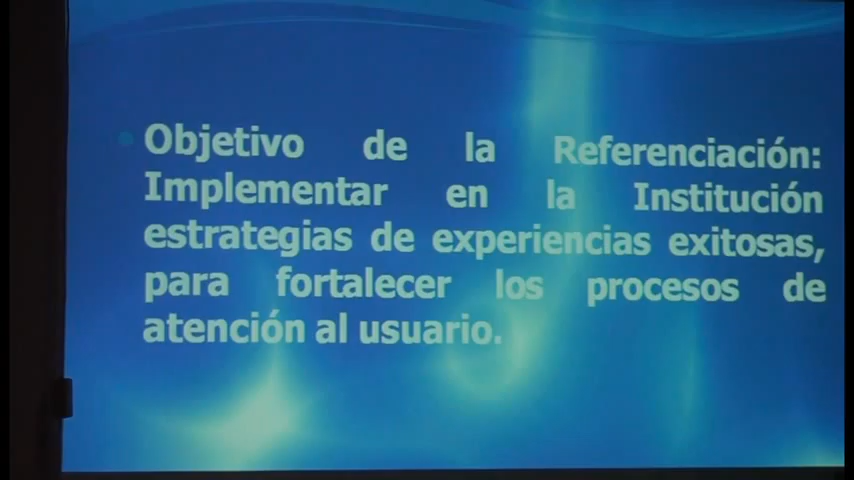 Objetivo de la Referenciación:
Implementar en la Institución
estrategias de experiencias exitosas,
para fortalecer los procesos de
atención al usuario.